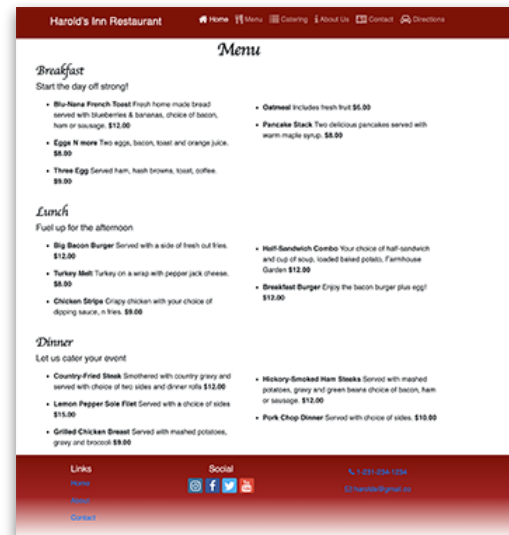 Harold's Inn Restaurant
Home Menu Catering About Us Contact Directions
Menu
Breakfast
Start the day off strong!
Blu-Nana French Toast Fresh home made bread
served with blueberries & bananas, choice of bacon,
ham or sausage. $12.00
Eggs N more Two eggs, bacon, toast and orange juice.
$8.00
Three Egg Served ham, hash browns, toast, coffee.
$9.00
Oatmeal Includes fresh fruit $5.00
Pancake Stack Two delicious pancakes served with
warm maple syrup. $8.00
Lunch
Fuel up for the afternoon
Big Bacon Burger Served with a side of fresh cut fries.
$12.00
Turkey Melt Turkey on a wrap with pepper jack cheese.
$8.00
Chicken Strips Crispy chicken with your choice of
dipping sauce, n fries. $9.00
Half-Sandwich Combo Your choice of half-sandwich
and cup of soup, loaded baked potato, Farmhouse
Garden $12.00
Breakfast Burger Enjoy the bacon burger plus egg!
$12.00
Dinner
Let us cater your event
Country-Fried Steak Smothered with country gravy and
served with choice of two sides and dinner rolls $12.00
Lemon Pepper Sole Filet Served with a choice of sides
$15.00
Grilled Chicken Breast Served with mashed potatoes,
gravy and broccoli $9.00
Hickory-Smoked Ham Steaks Served with mashed
potatoes, gravy and green beans choice of bacon, ham
or sausage. $12.00
Pork Chop Dinner Served with choice of sides. $10.00
Links
Home
About
Contact
Social
You
Tube
1-231-234-1234